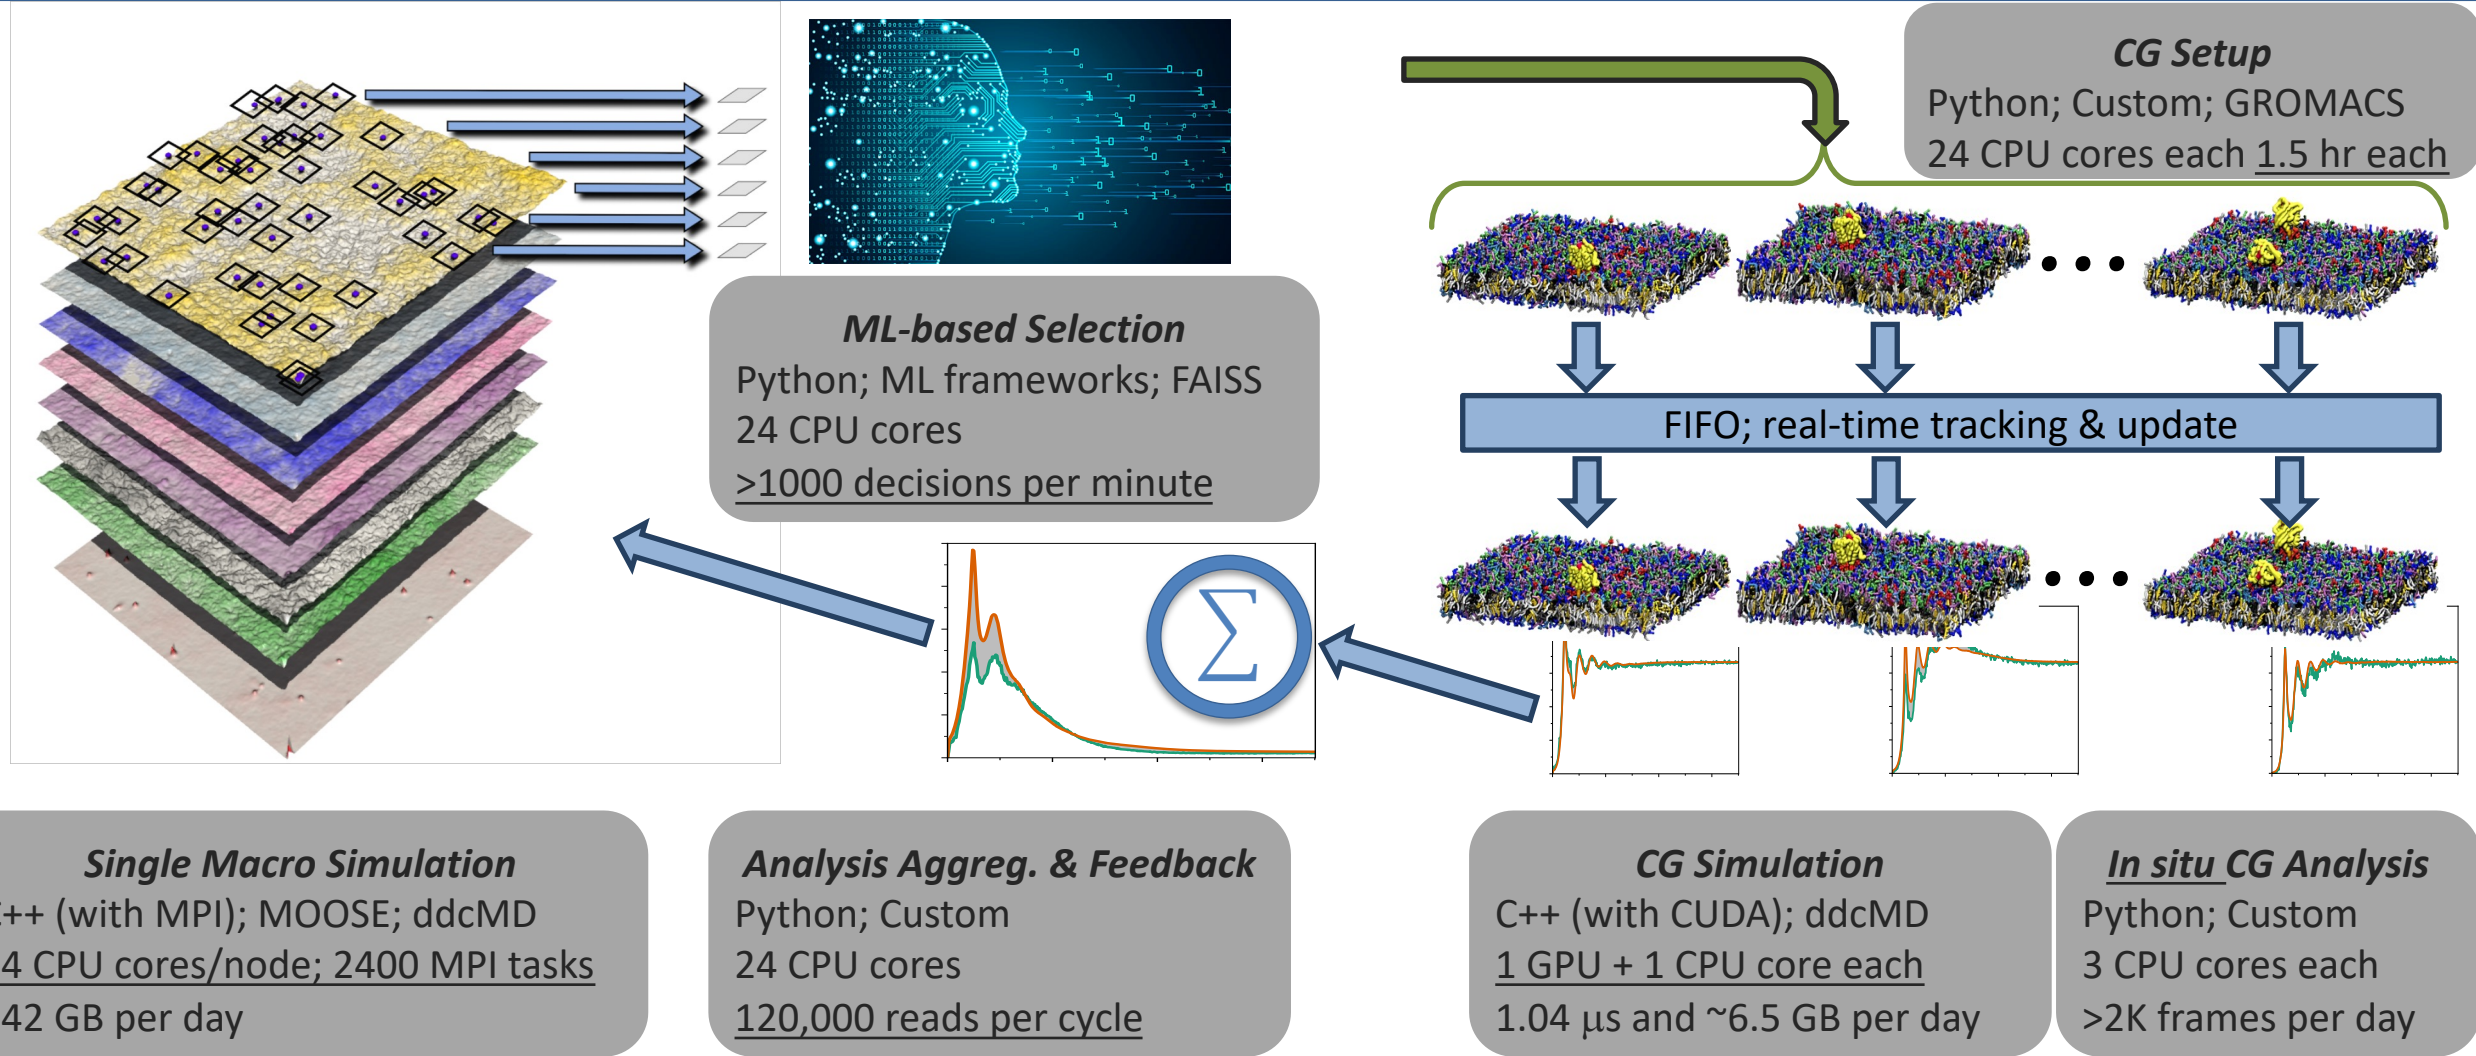 CG Setup
Python; Custom; GROMACS
24 CPU cores each 1.5 hr each
ML-based Selection
Python; ML frameworks; FAISS
24 CPU cores
>1000 decisions per minute
FIFO; real-time tracking & update
∑
Single Macro Simulation
++ (with MPI); MOOSE; ddcMD
4 CPU cores/node; 2400 MPI tasks
42 GB per day
Analysis Aggreg. & Feedback
Python; Custom
24 CPU cores
120,000 reads per cycle
CG Simulation
C++ (with CUDA); ddcMD
1 GPU + 1 CPU core each
1.04 μs and ~6.5 GB per day
In situ CG Analysis
Python; Custom
3 CPU cores each
>2K frames per day